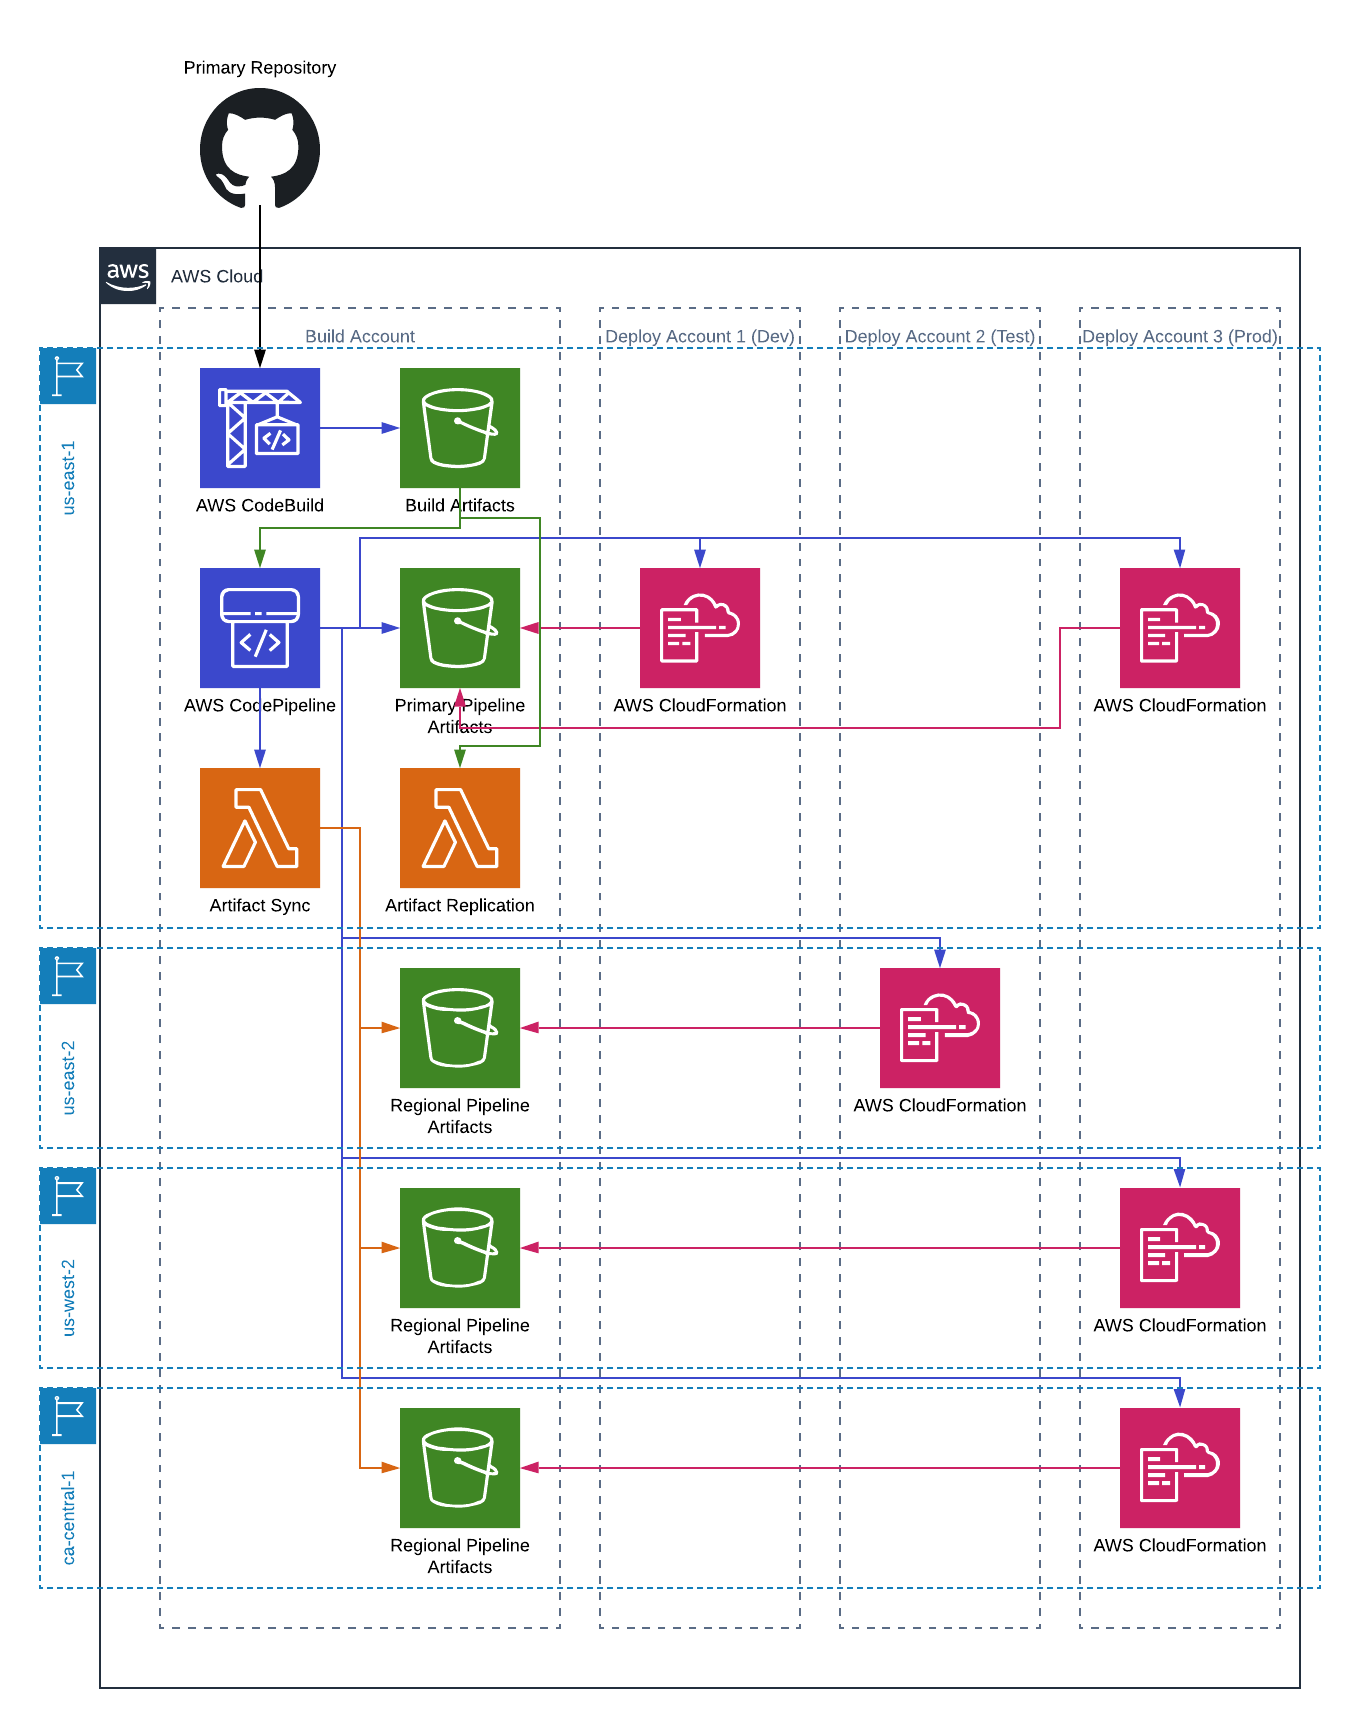 Primary Repository
aws
AWS Cloud
Build Account
Deploy Account 1 (Dev)
Deploy Account 2 (Test)
Deploy Account 3 (Prod)
us-east-1
AWS CodeBuild
Build Artifacts
AWS CodePipeline
Primary Pipeline
Artifacts
AWS CloudFormation
AWS CloudFormation
Artifact Sync
Artifact Replication
us-east-2
Regional Pipeline
Artifacts
AWS CloudFormation
us-west-2
Regional Pipeline
Artifacts
AWS CloudFormation
ca-central-1
Regional Pipeline
Artifacts
AWS CloudFormation